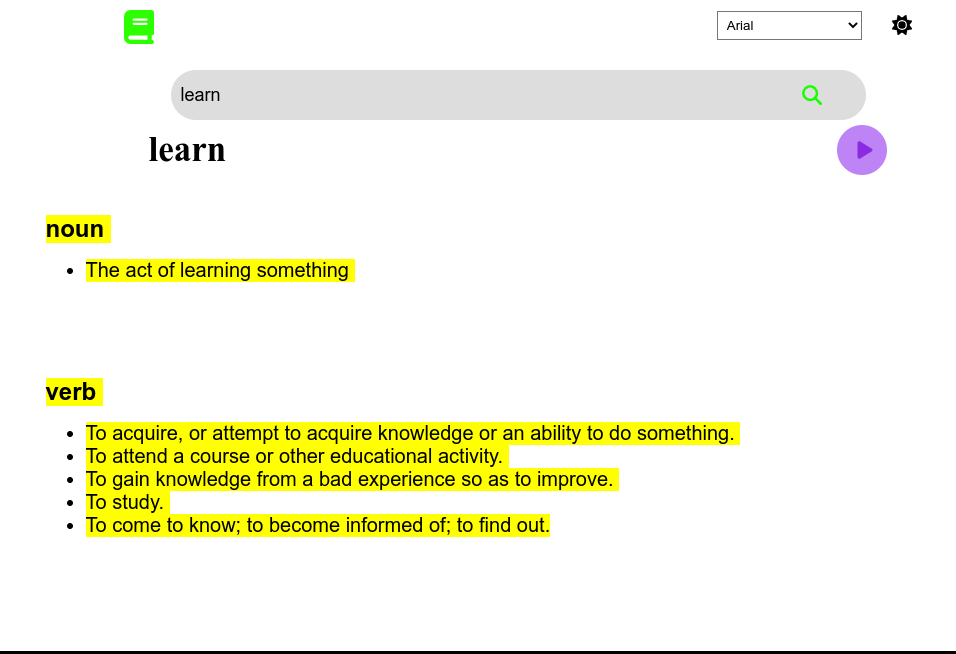 Arial
learn
learn
noun
The act of learning something
verb
To acquire, or attempt to acquire knowledge or an ability to do something.
To attend a course or other educational activity.
To gain knowledge from a bad experience so as to improve.
To study.
To come to know; to become informed of; to find out.